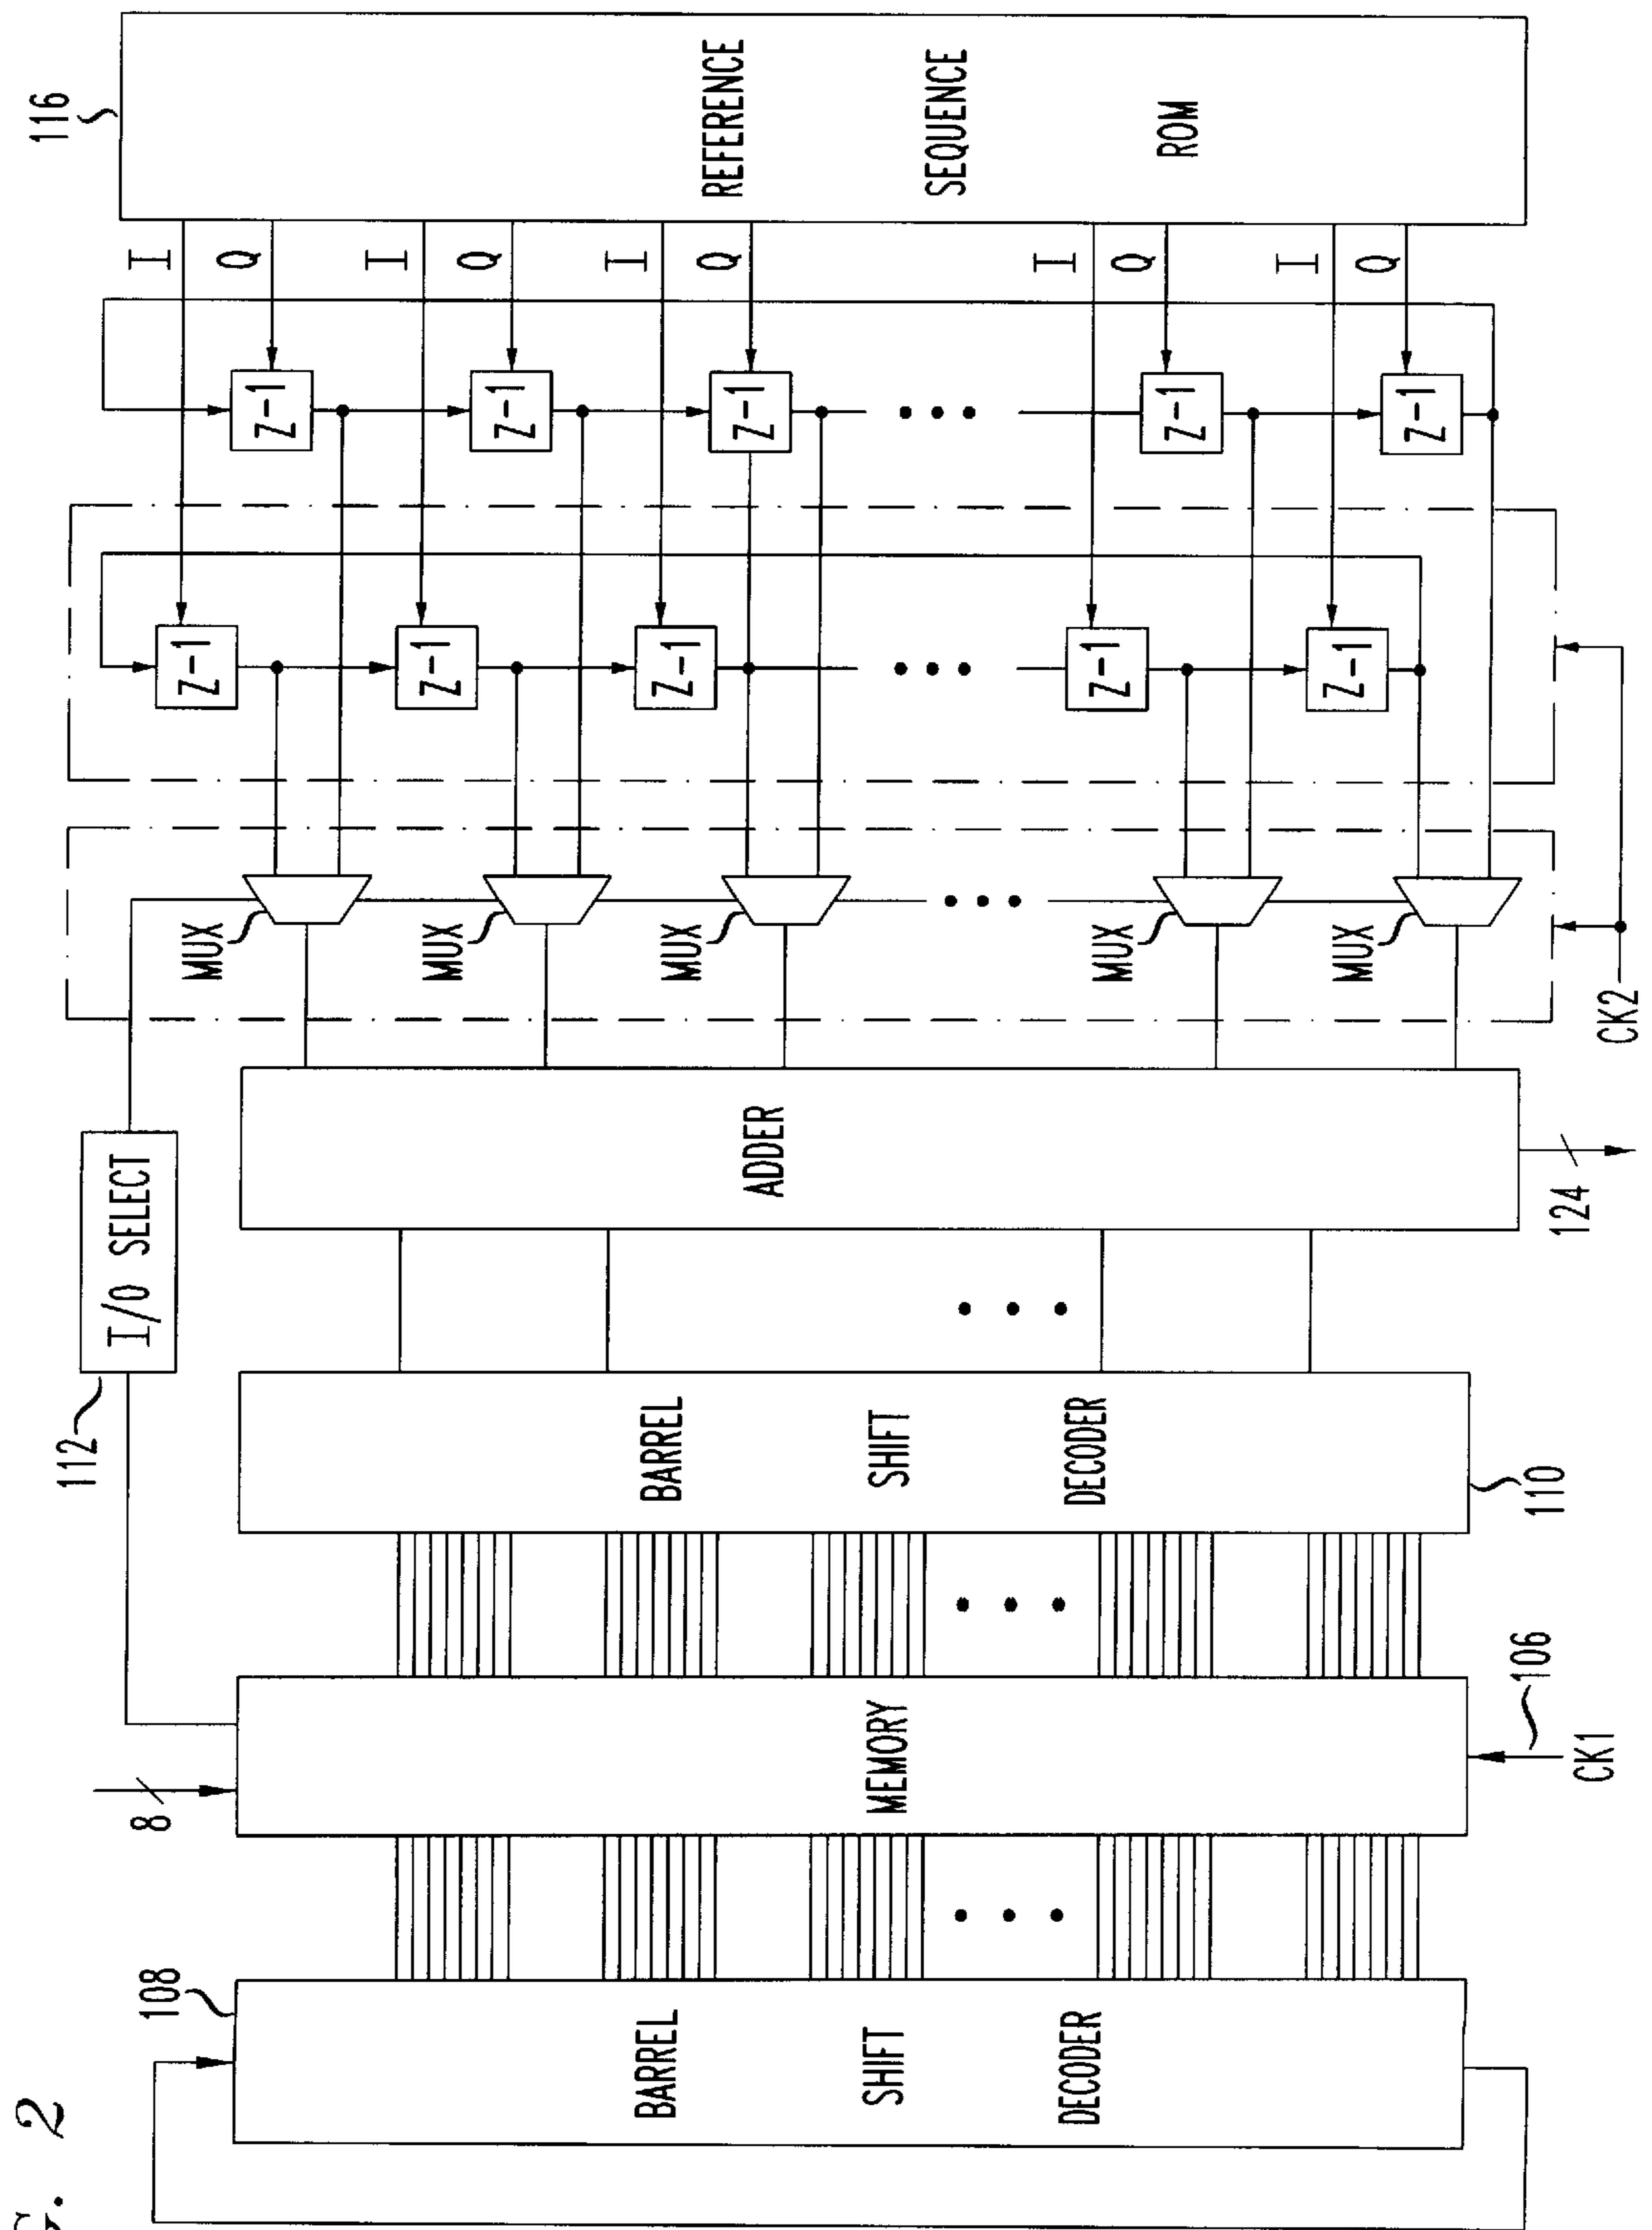 G. 2
116
REFERENCE
SEQUENCE
ROM
I
Q
I
Q
I
Q
I
Q
I
Q
Z-1
Z-1
Z-1
Z-1
Z-1
Z-1
Z-1
Z-1
Z-1
Z-1
MUX
MUX
MUX
MUX
MUX
CK2
I/O SELECT
112
ADDER
124
BARREL
SHIFT
DECODER
110
8
MEMORY
106
CK1
108
BARREL
SHIFT
DECODER